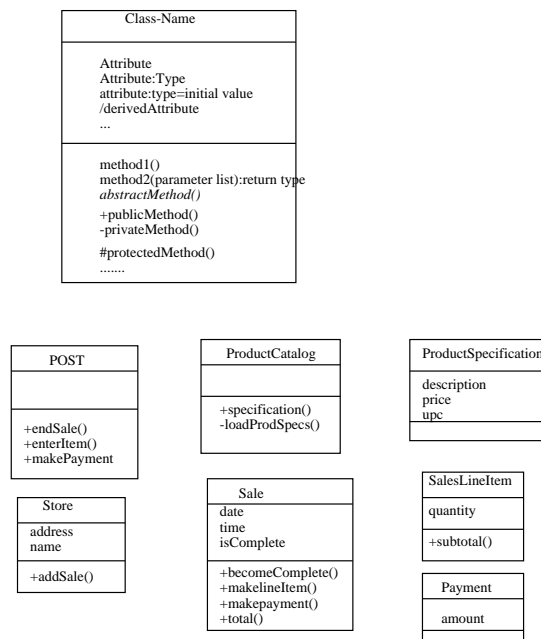 Class-Name
Attribute
Attribute:Type
attribute:type=initial value
/derivedAttribute
...
method1()
method2(parameter list):return type
abstractMethod()
+publicMethod()
-privateMethod()
#protectedMethod()
.......
POST
+endSale()
+enterItem()
+makePayment
ProductCatalog
+specification()
-loadProdSpecs()
ProductSpecification
description
price
upc
Store
address
name
+addSale()
Sale
date
time
isComplete
+becomeComplete()
+makelineItem()
+makepayment()
+total()
SalesLineItem
quantity
+subtotal()
Payment
amount